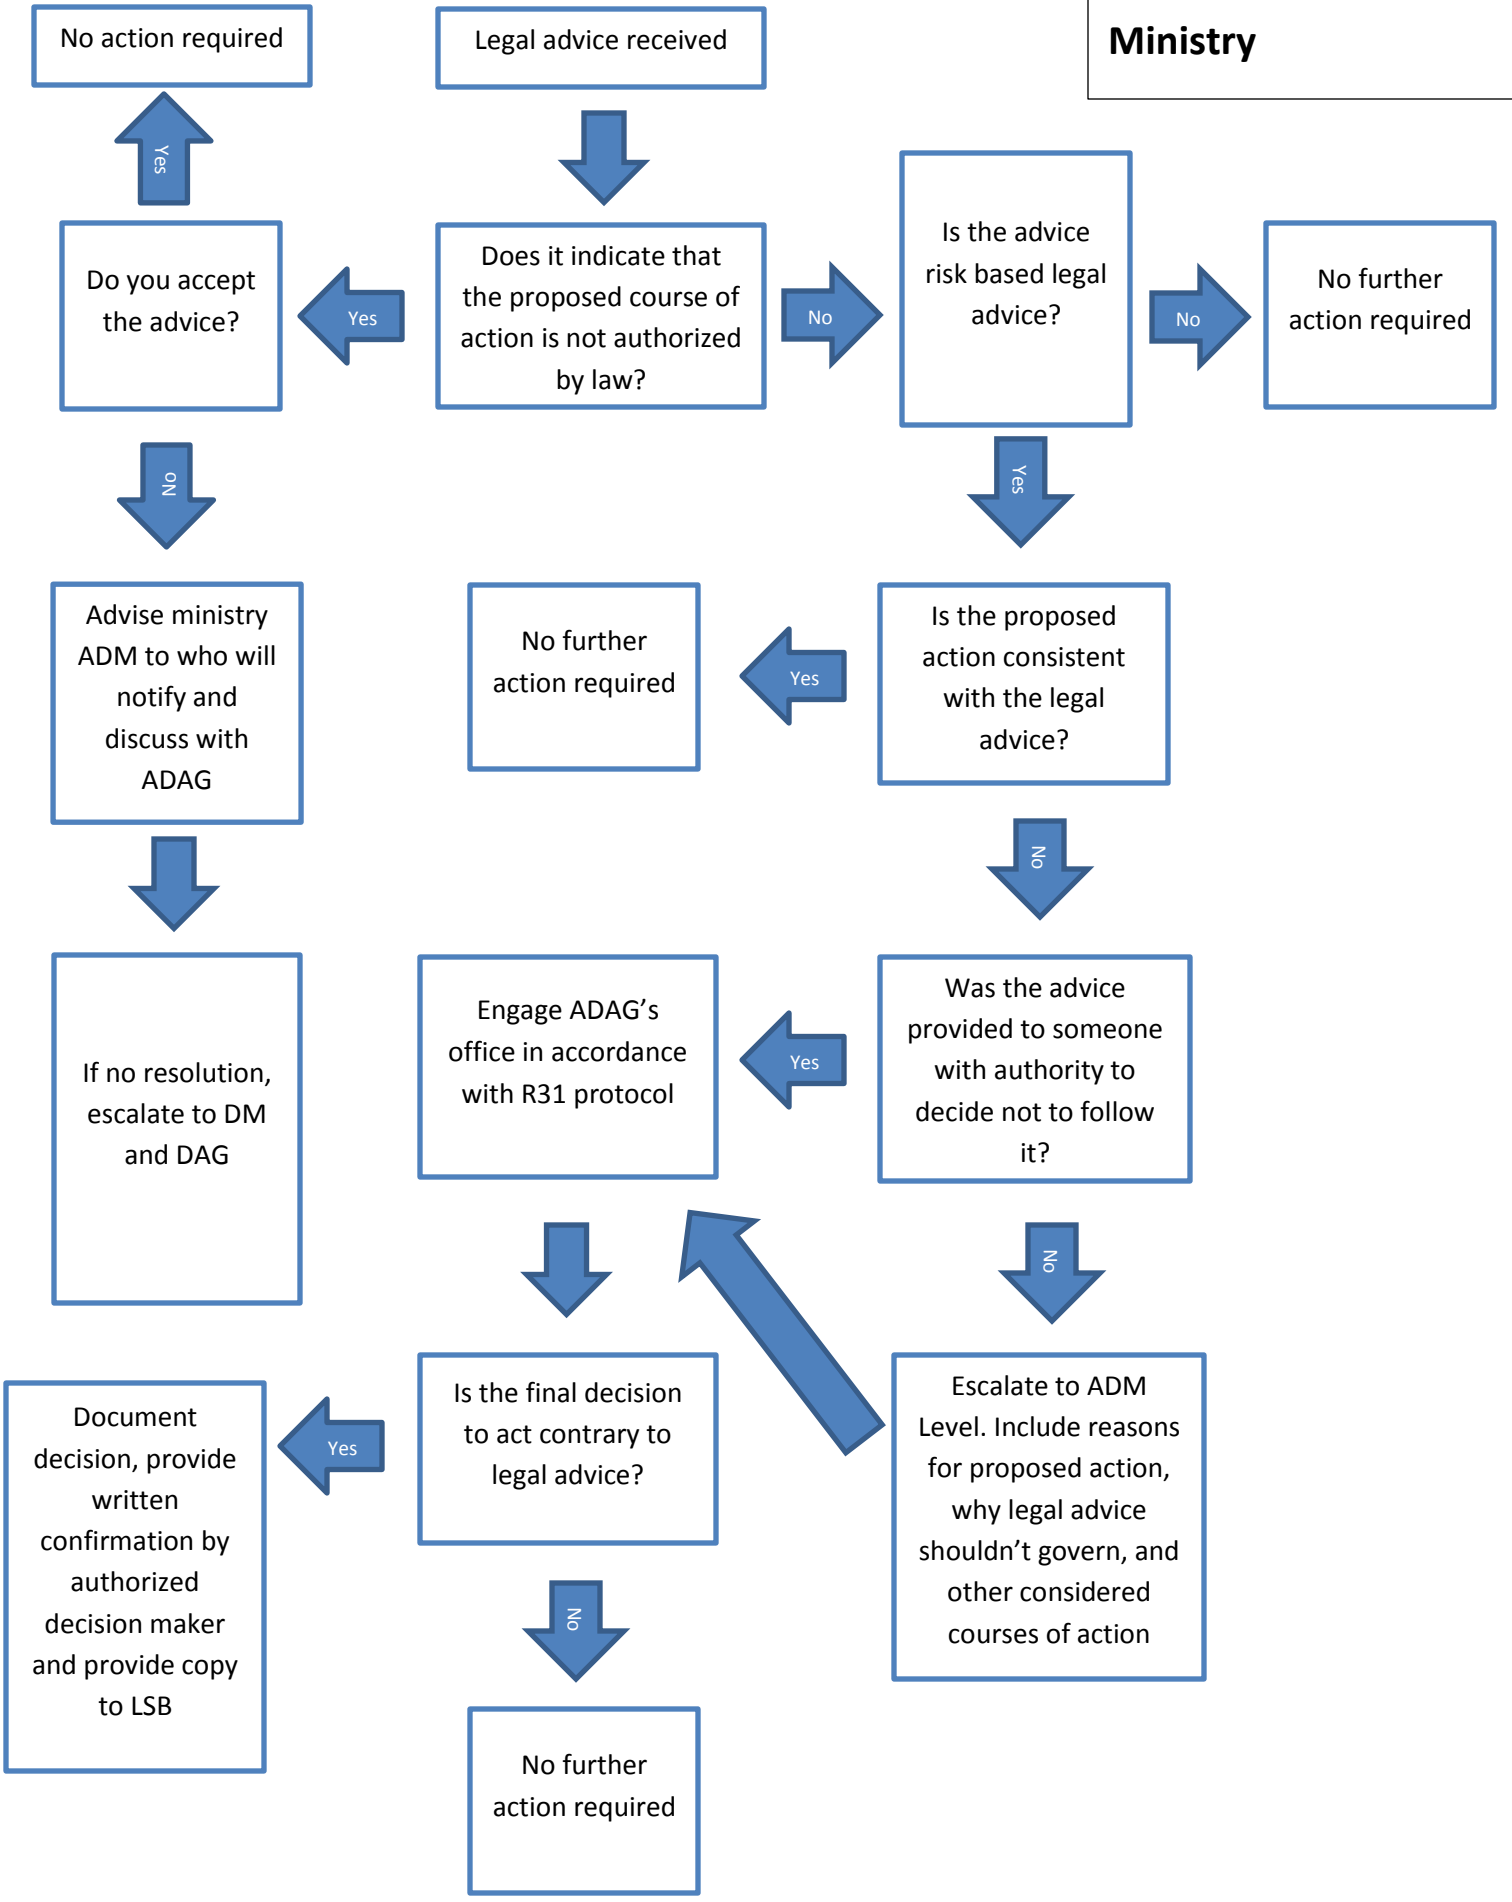 No action required
Legal advice received
Ministry
Yes
Do you accept
the advice?
Yes
Does it indicate that
the proposed course of
action is not authorized
by law?
No
Is the advice
risk based legal
advice?
No
No further
action required
No
Yes
Advise ministry
ADM to who will
notify and
discuss with
ADAG
No further
action required
Yes
Is the proposed
action consistent
with the legal
advice?
No
If no resolution,
escalate to DM
and DAG
Engage ADAG’s
office in accordance
with R31 protocol
Yes
Was the advice
provided to someone
with authority to
decide not to follow
it?
No
Document
decision, provide
written
confirmation by
authorized
decision maker
and provide copy
to LSB
Yes
Is the final decision
to act contrary to
legal advice?
Escalate to ADM
Level. Include reasons
for proposed action,
why legal advice
shouldn’t govern, and
other considered
courses of action
No
No further
action required